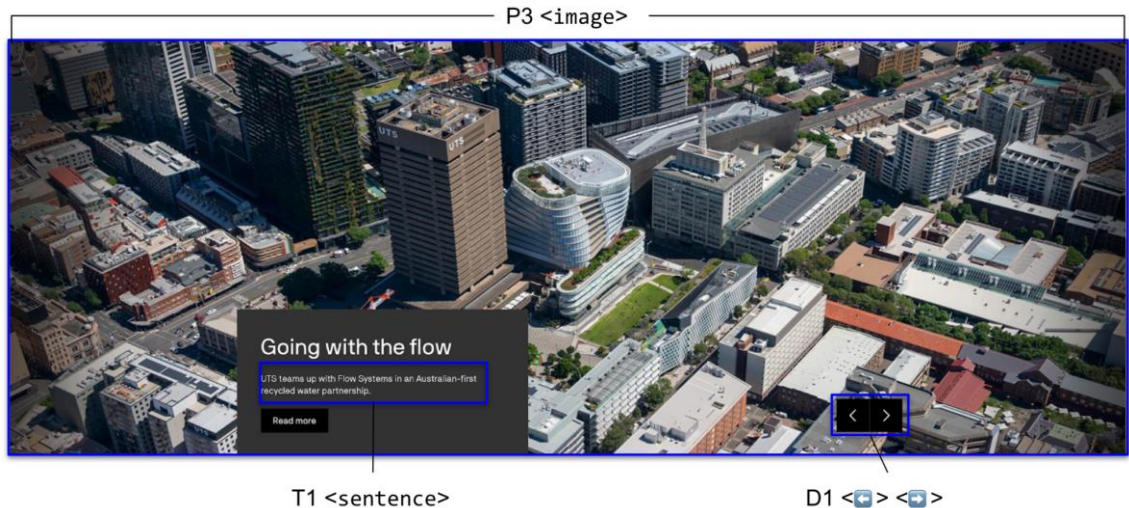 P3 <image>
UTS
UTS
Going with the flow
UTS teams up with Flow Systems in an Australian-first
recycled water partnership.
Read more
T1 <sentence>
D1 <⬅️> <➡️>